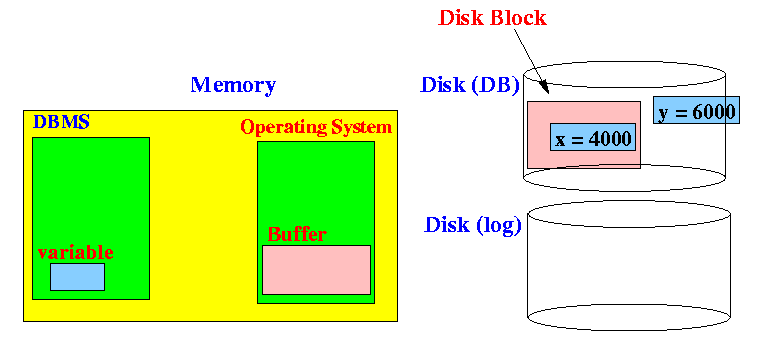 Disk Block
Memory
Disk (DB)
DBMS
Operating System
y = 6000
x = 4000
Disk (log)
Buffer
variable